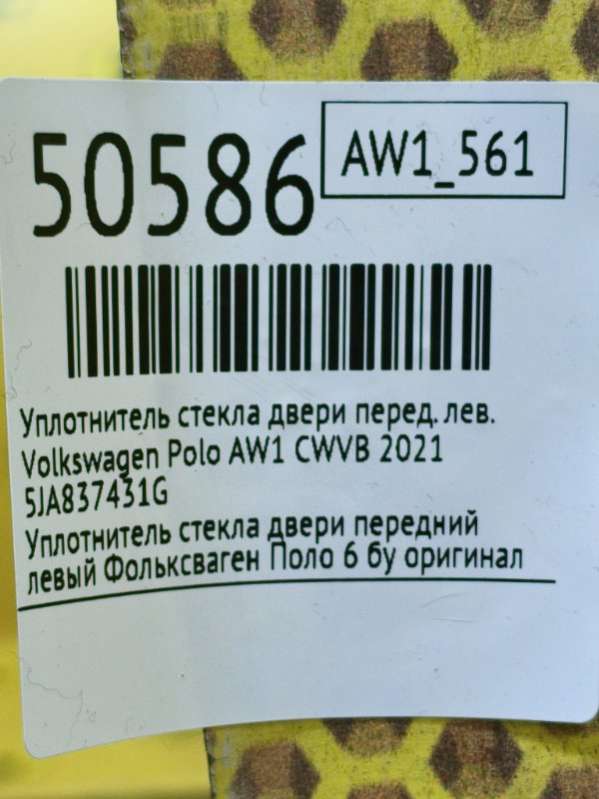 50586
AW1_561
Уплотнитель стекла двери перед. лев.
Volkswagen Polo AW1 CWVB 2021
5JA837431G
Уплотнитель стекла двери передний
левый Фольксваген Поло 6 бу оригинал